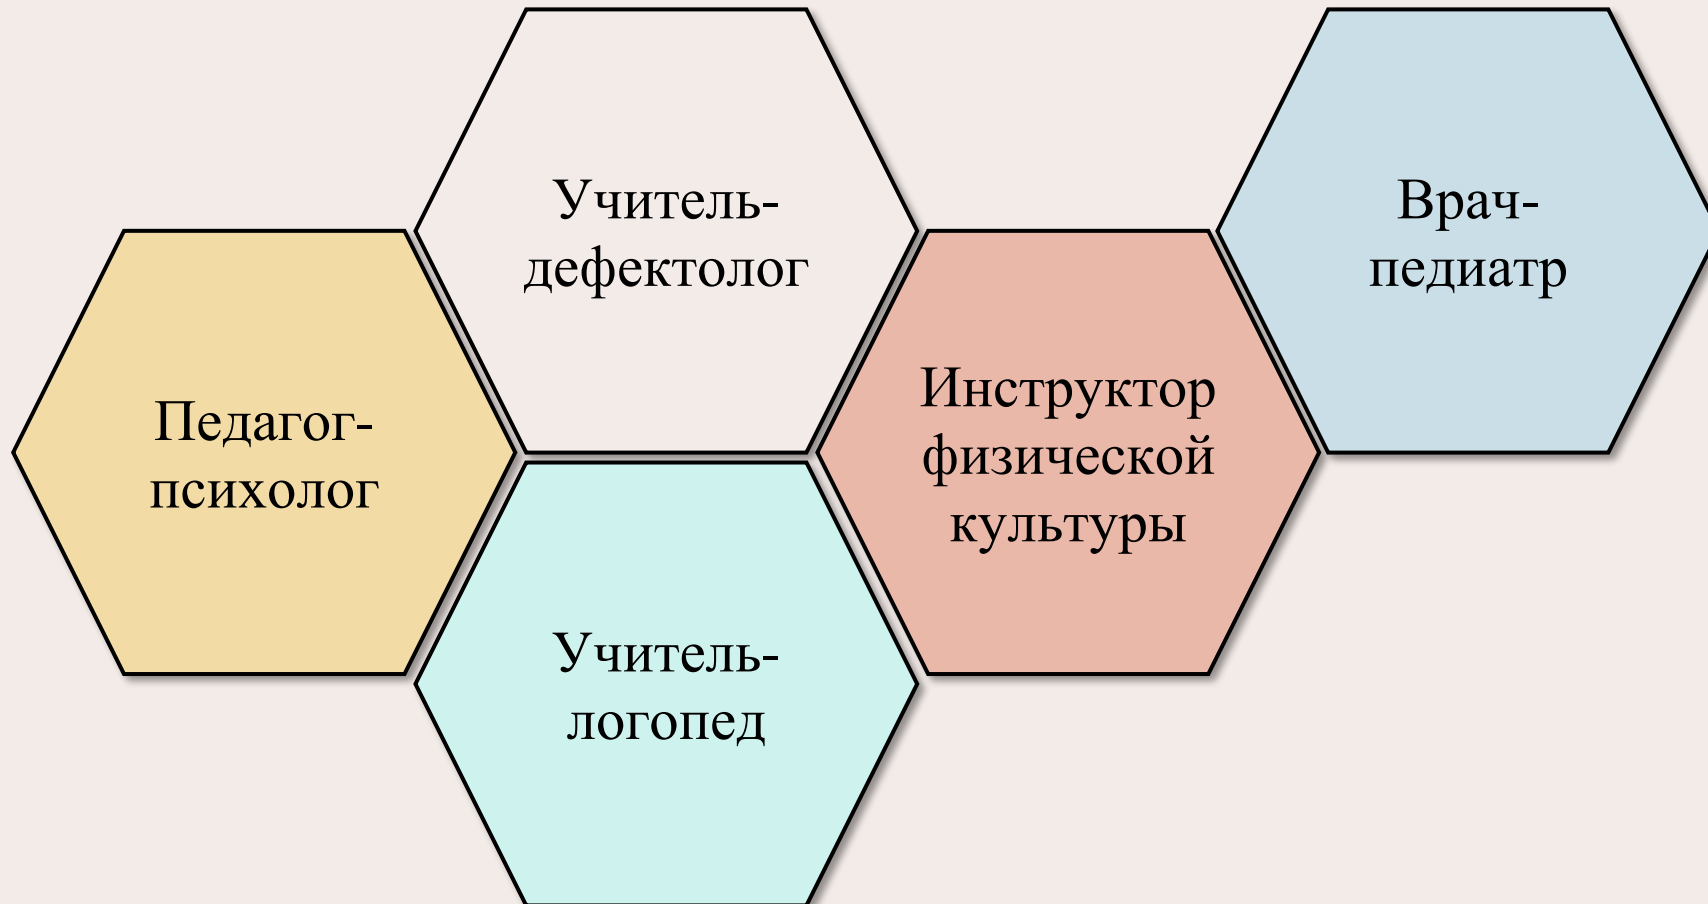 Учитель-
дефектолог
Врач-
педиатр
Педагог-
психолог
Инструктор
физической
культуры
Учитель-
логопед